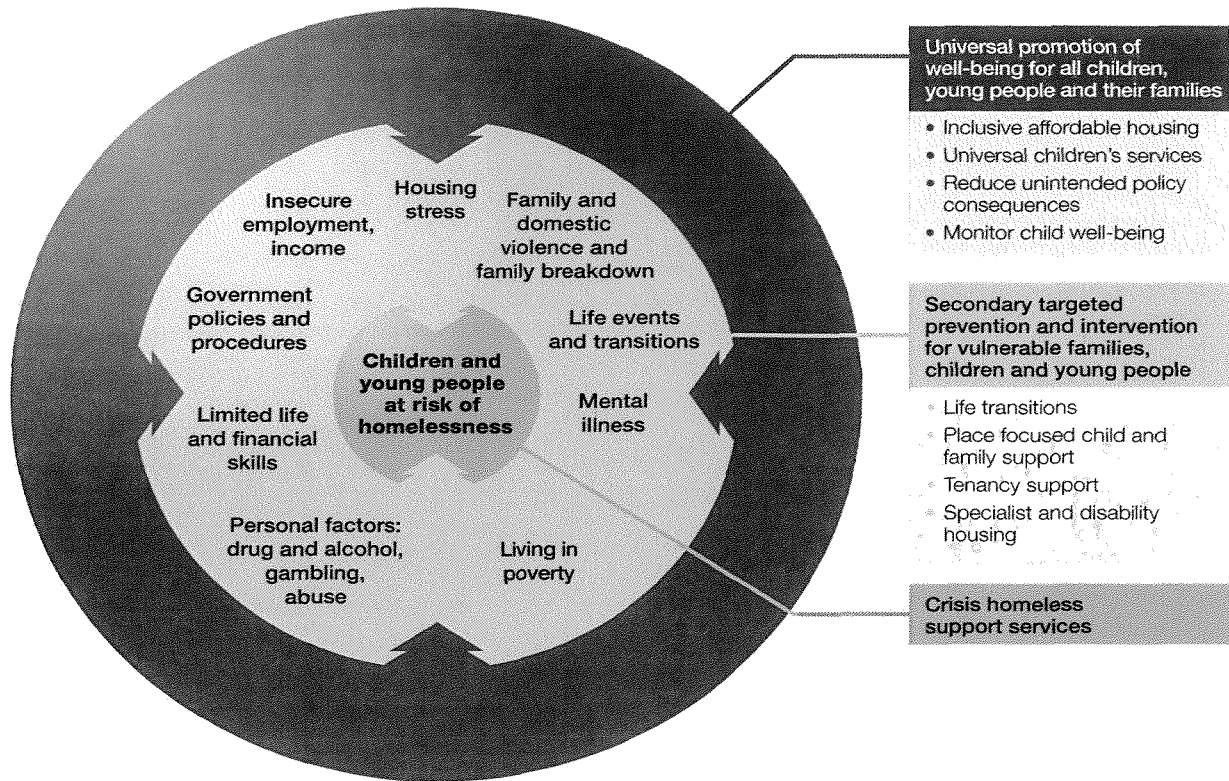 Universal promotion of
well-being for all children,
young people and their families
• Inclusive affordable housing
• Universal children's services
• Reduce unintended policy
consequences
• Monitor child well-being
Secondary targeted
prevention and intervention
for vulnerable families,
children and young people
• Life transitions
• Place focused child and
family support
• Tenancy support
• Specialist and disability
housing
Crisis homeless
support services
Housing
stress
Family and
domestic
violence and
family breakdown
Life events
and transitions
Mental
illness
Living in
poverty
Personal factors:
drug and alcohol,
gambling,
abuse
Limited life
and financial
skills
Government
policies and
procedures
Insecure
employment,
income
Children and
young people
at risk of
homelessness